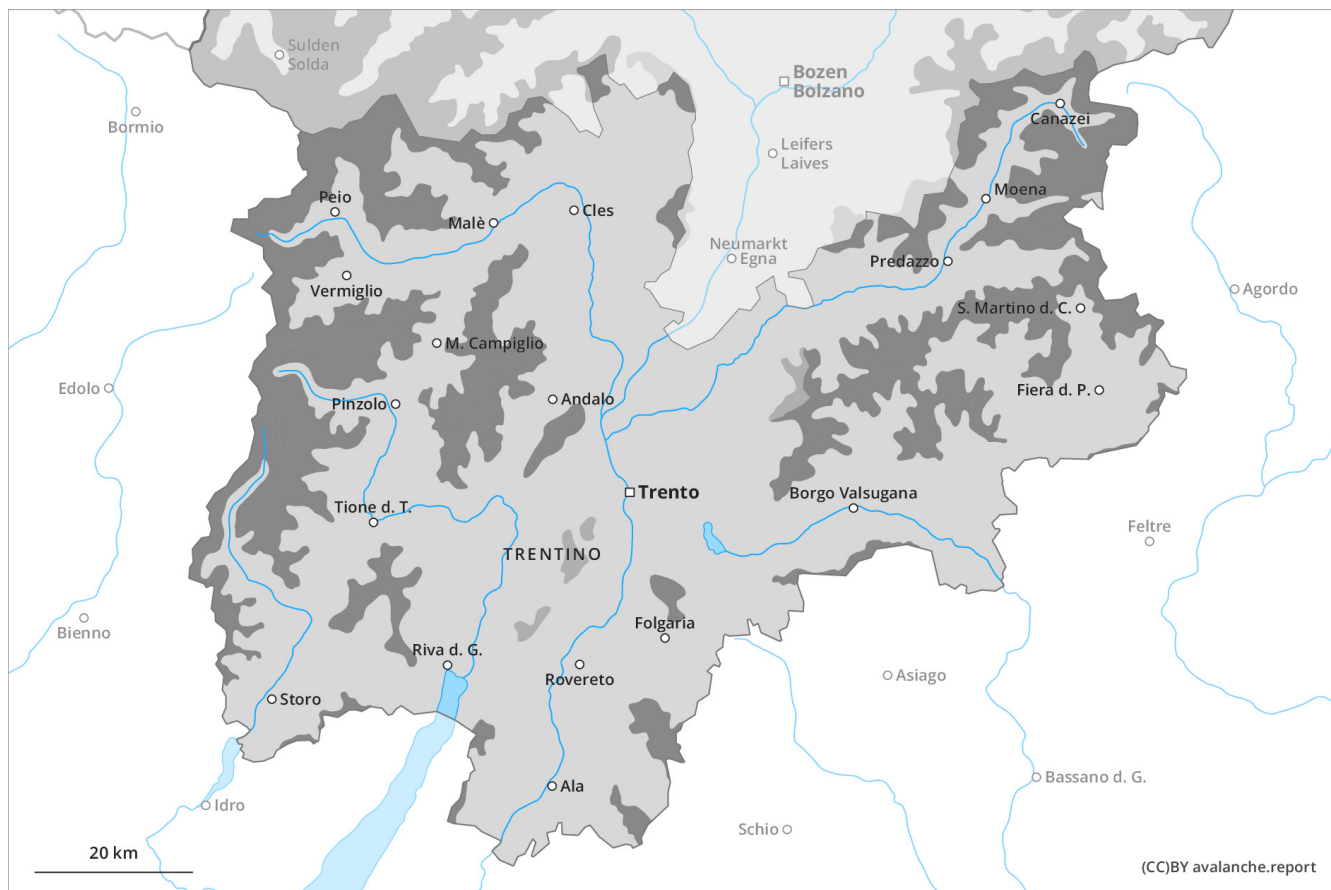 Sulden
Solda
Bozen
Bolzano
Bormio
Canazei
Leifers
Laives
Peio
Moena
Malè
Cles
Neumarkt
Egna
Predazzo
Vermiglio
Agordo
S. Martino d. C.
M. Campiglio
Edolo
Fiera d. P.
Pinzolo
Andalo
Trento
Borgo Valsugana
Tione d. T.
Feltre
TRENTINO
Bienno
Folgaria
Riva d. G.
Rovereto
Asiago
Storo
Bassano d. G.
Ala
Idro
Schio
20 km
(CC)BY avalanche.report